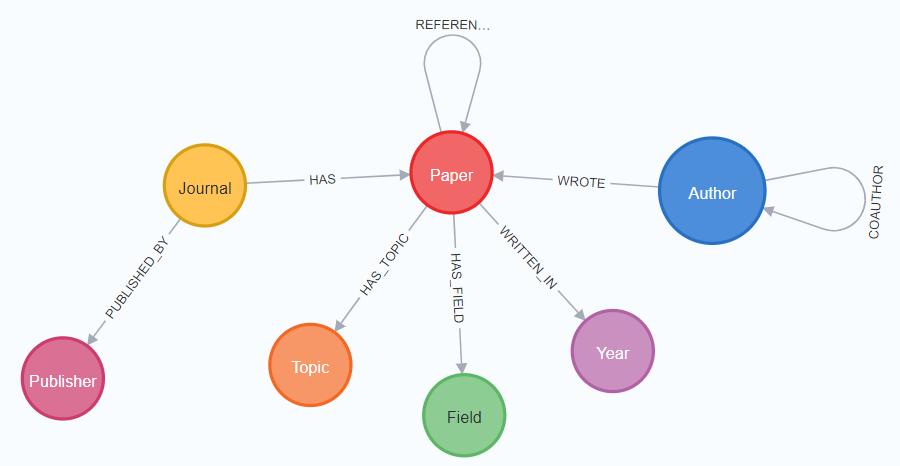 REFEREN...
Journal
HAS
Paper
WROTE
Author
COAUTHOR
PUBLISHED_BY
HAS_TOPIC
HAS_FIELD
WRITTEN_IN
Publisher
Topic
Field
Year